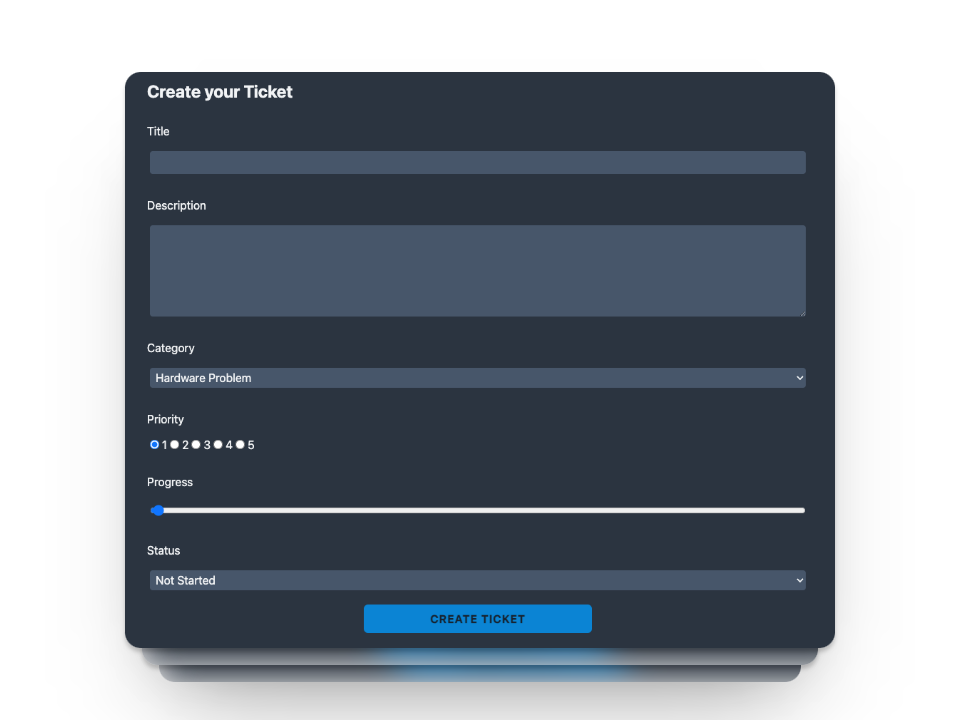 Create your Ticket
Title
Description
Category
Hardware Problem
Priority
1 2 3 4 5
Progress
Status
Not Started
CREATE TICKET